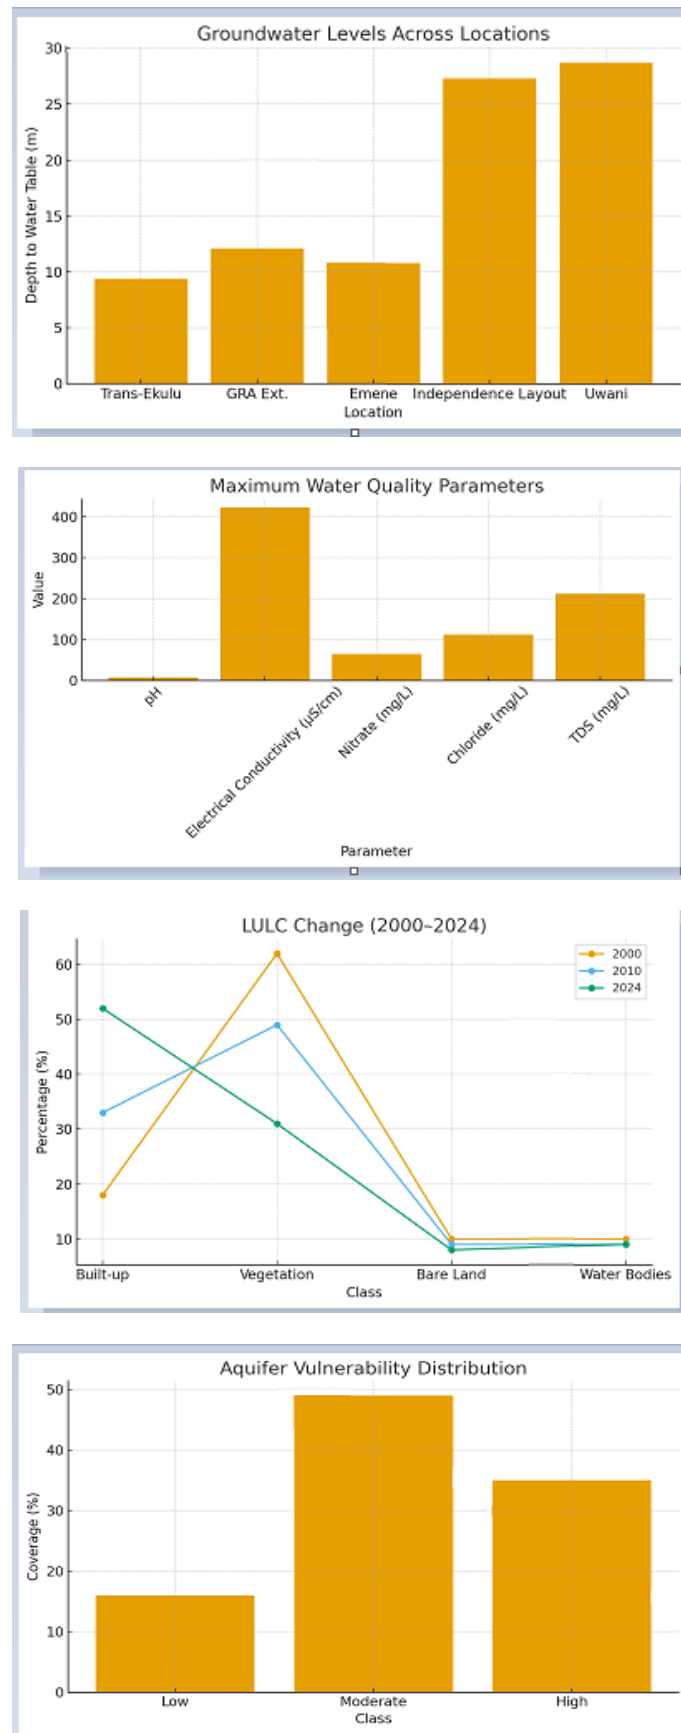 Groundwater Levels Across Locations
30
25
20
15
10
5
0
Depth to Water Table (m)
Trans-Ekulu GRA Ext. Emene Independence Layout Uwani
Location
Maximum Water Quality Parameters
400
300
200
100
0
Value
pH
Electrical Conductivity (µS/cm)
Nitrate (mg/L)
Chloride (mg/L)
TDS (mg/L)
Parameter
LULC Change (2000–2024)
2000
2010
2024
60
50
40
30
20
10
Percentage (%)
Built-up Vegetation Bare Land Water Bodies
Class
Aquifer Vulnerability Distribution
50
40
30
20
10
0
Coverage (%)
Low Moderate High
Class